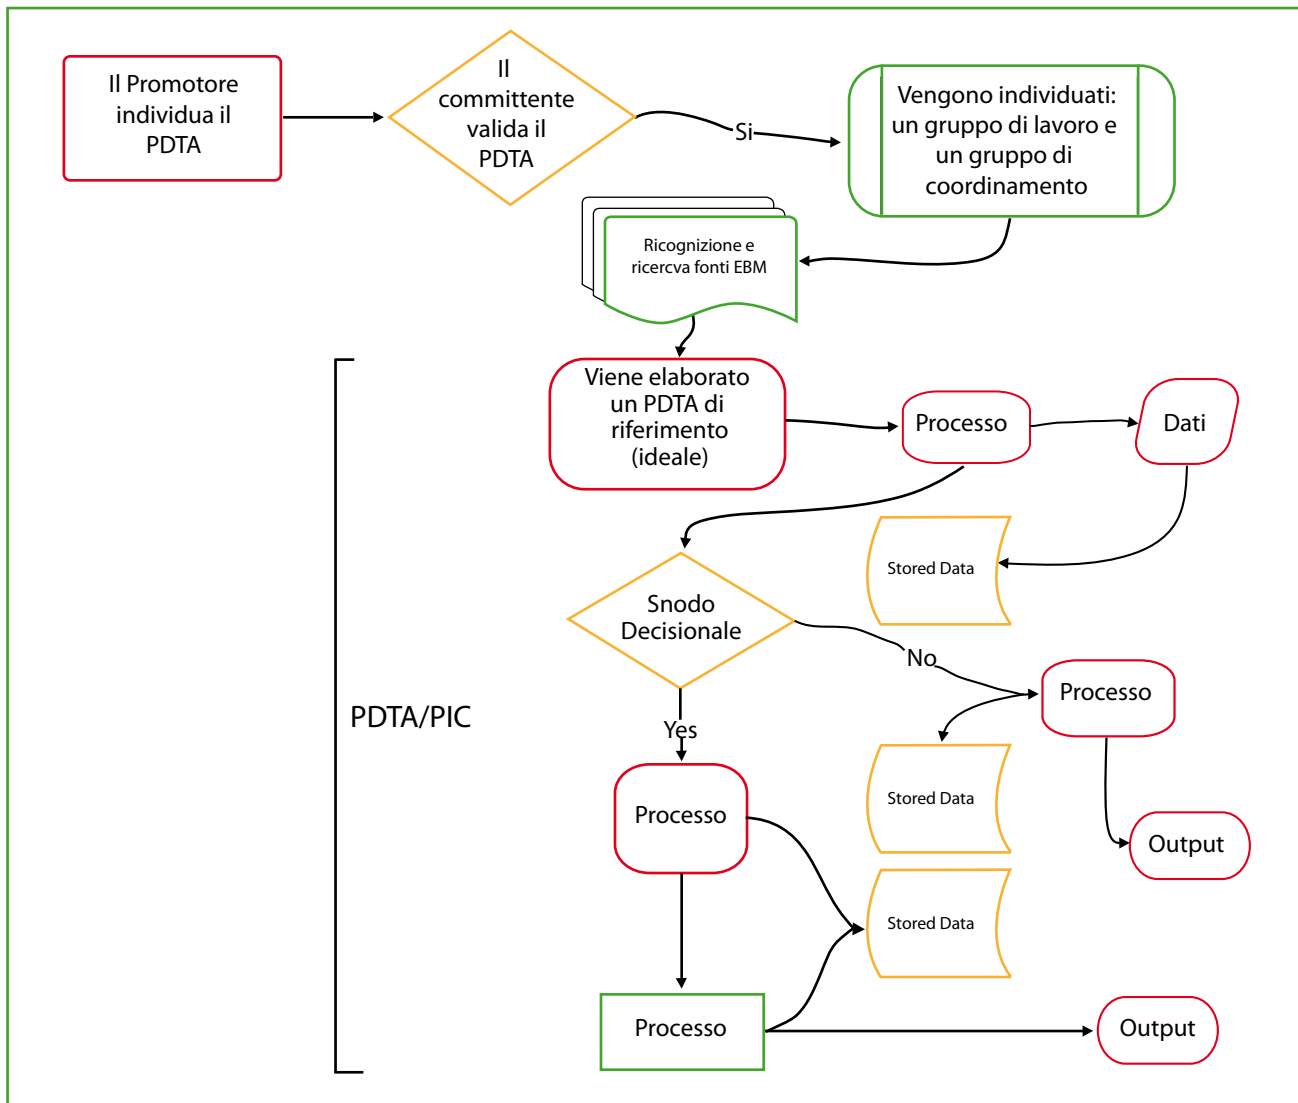 Il Promotore
individua il
PDTA
Il
committente
valida il
PDTA
Si
Vengono individuati:
un gruppo di lavoro e
un gruppo di
coordinamento
Ricognizione e
ricercva fonti EBM
Viene elaborato
un PDTA di
riferimento
(ideale)
Processo
Dati
Stored Data
Snodo
Decisionale
No
Processo
PDTA/PIC
Yes
Stored Data
Processo
Output
Stored Data
Processo
Output